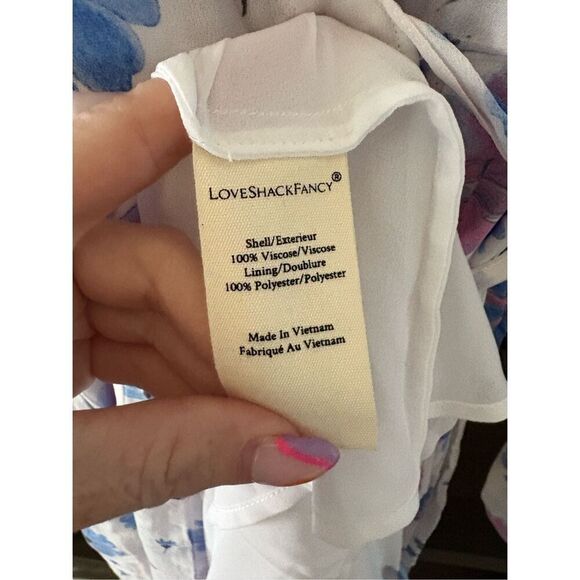 LoveShackFancy®
Shell/Exterieur
100% Viscose/Viscose
Lining/Doublure
100% Polyester/Polyester
Made In Vietnam
Fabriqué Au Vietnam